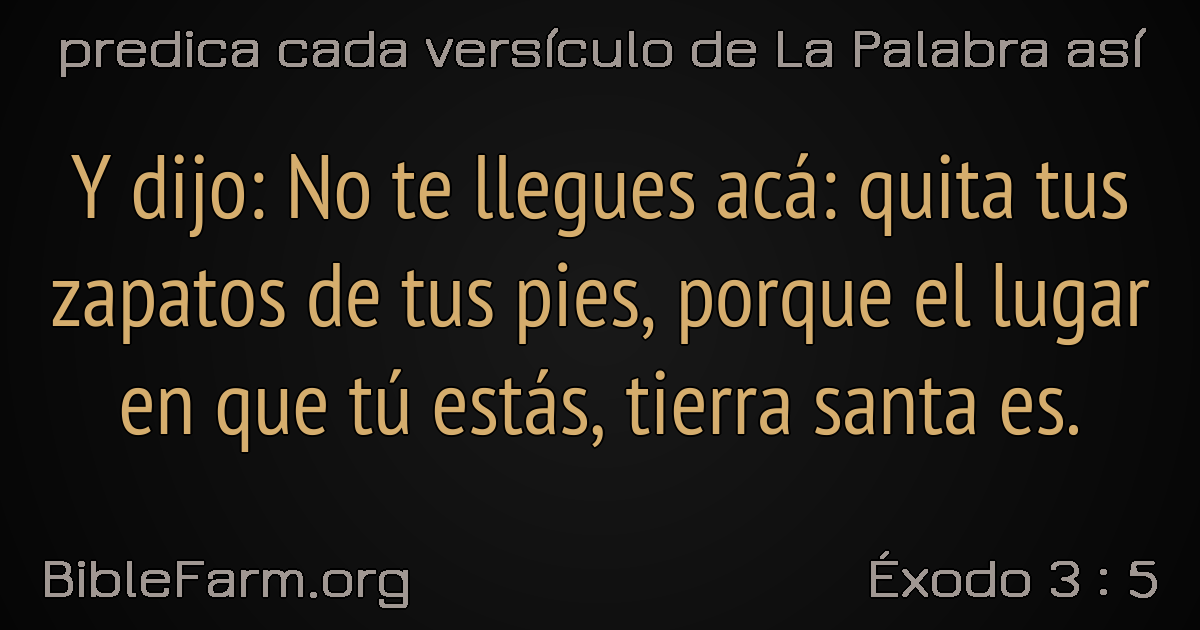 predica cada versículo de La Palabra así
Y dijo: No te llegues acá: quita tus
zapatos de tus pies, porque el lugar
en que tú estás, tierra santa es.
BibleFarm.org
Éxodo 3 : 5